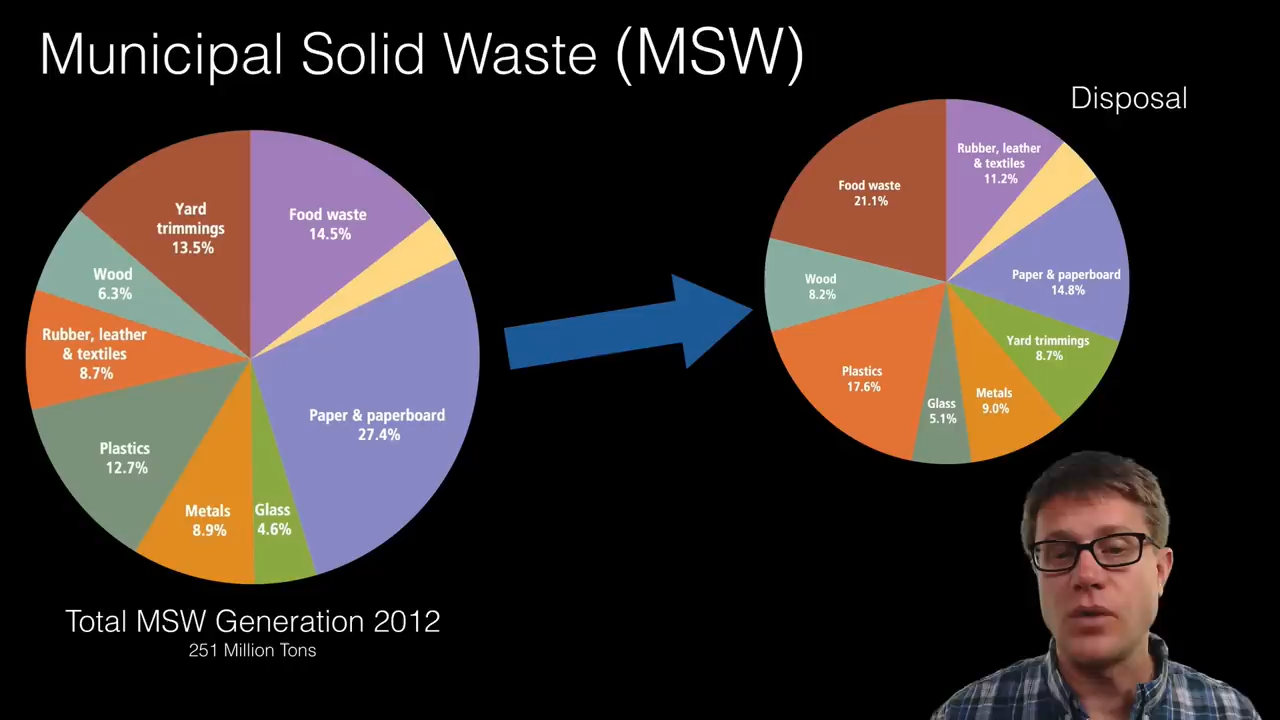 Municipal Solid Waste (MSW)
Disposal
Yard
trimmings
13.5%
Food waste
14.5%
Wood
6.3%
Rubber, leather
& textiles
8.7%
Plastics
12.7%
Metals
8.9%
Glass
4.6%
Paper & paperboard
27.4%
Total MSW Generation 2012
251 Million Tons
Food waste
21.1%
Rubber, leather
& textiles
11.2%
Wood
8.2%
Paper & paperboard
14.8%
Plastics
17.6%
Yard trimmings
8.7%
Glass
5.1%
Metals
9.0%